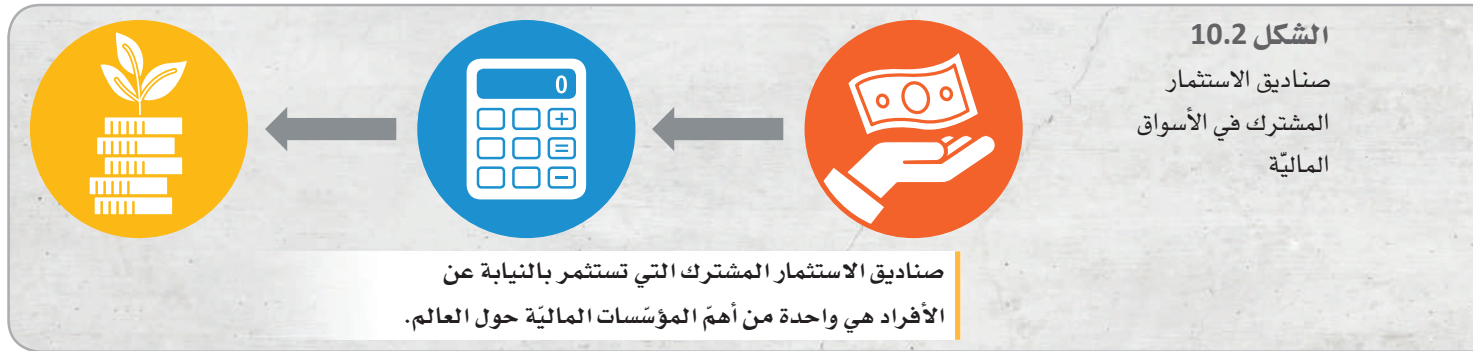 الشكل 10.2
صناديق الاستثمار
المشترك في الأسواق
الماليّة
0
صناديق الاستثمار المشترك التي تستثمر بالنيابة عن
الأفراد هي واحدة من أهمّ المؤسّسات الماليّة حول العالم.